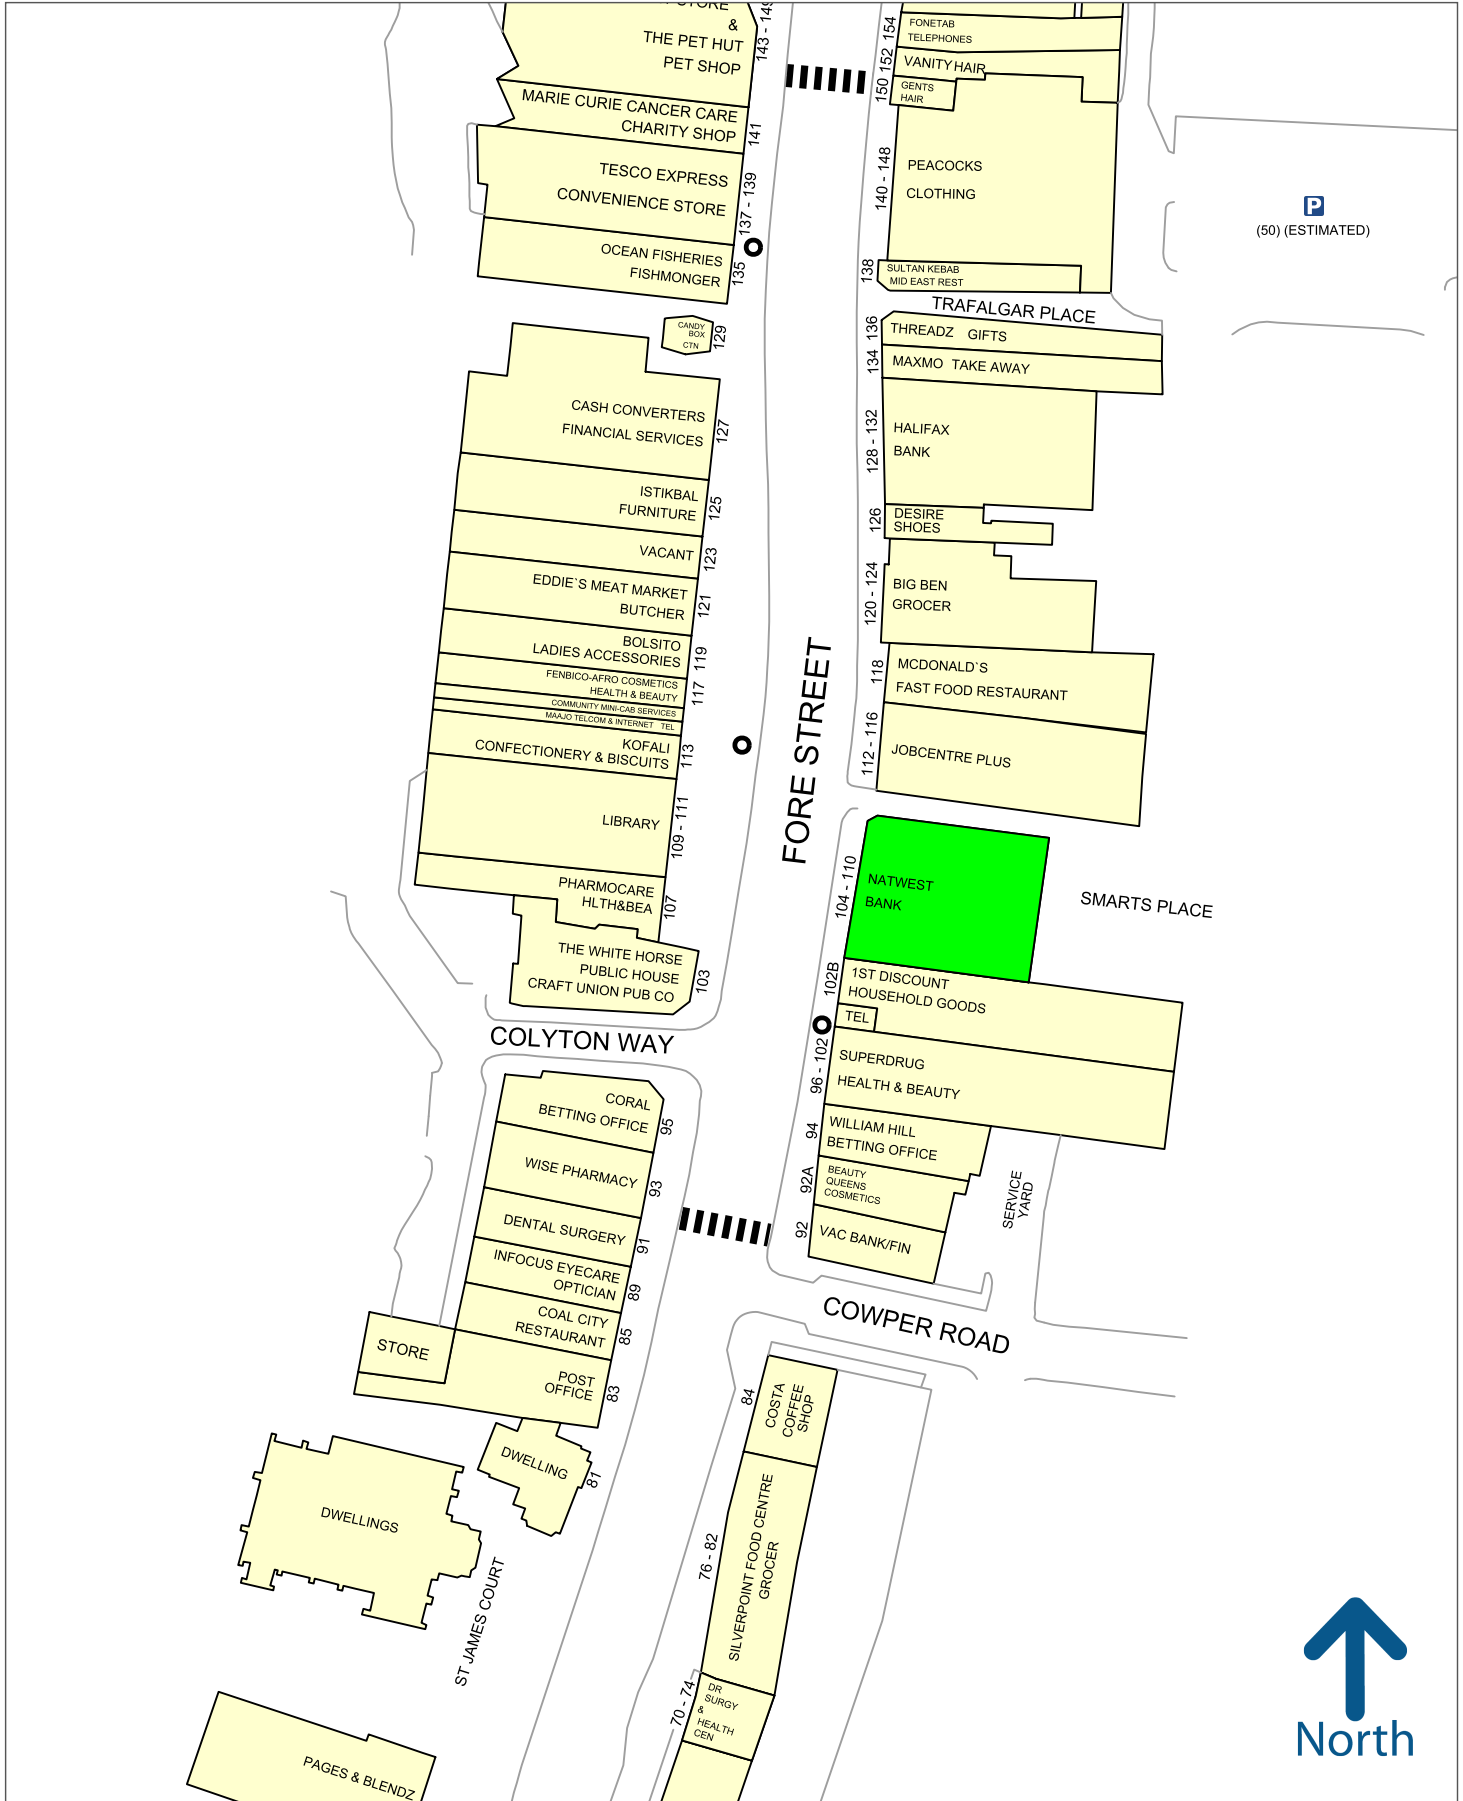 STORE
&
THE PET HUT
PET SHOP
143 - 149
MARIE CURIE CANCER CARE
CHARITY SHOP
141
TESCO EXPRESS
CONVENIENCE STORE
137 - 139
OCEAN FISHERIES
FISHMONGER
135
CANDY
BOX
CTN
129
CASH CONVERTERS
FINANCIAL SERVICES
127
ISTIKBAL
FURNITURE
125
VACANT
123
EDDIE`S MEAT MARKET
BUTCHER
121
BOLSITO
LADIES ACCESSORIES
119
FENBICO-AFRO COSMETICS
HEALTH & BEAUTY
117
COMMUNITY MINI-CAB SERVICES
MAAJO TELCOM & INTERNET TEL
KOFALI
CONFECTIONERY & BISCUITS
113
LIBRARY
109 - 111
PHARMOCARE
HLTH&BEA
107
THE WHITE HORSE
PUBLIC HOUSE
CRAFT UNION PUB CO
103
COLYTON WAY
CORAL
BETTING OFFICE
95
WISE PHARMACY
93
DENTAL SURGERY
91
INFOCUS EYECARE
OPTICIAN
89
COAL CITY
RESTAURANT
85
STORE
POST
OFFICE
83
DWELLING
81
DWELLINGS
ST JAMES COURT
PAGES & BLENDZ
FORE STREET
154
FONETAB
TELEPHONES
152
VANITY HAIR
150
GENTS
HAIR
140 - 148
PEACOCKS
CLOTHING
138
SULTAN KEBAB
MID EAST REST
P
(50) (ESTIMATED)
TRAFALGAR PLACE
136
THREADZ GIFTS
134
MAXMO TAKE AWAY
128 - 132
HALIFAX
BANK
126
DESIRE
SHOES
120 - 124
BIG BEN
GROCER
118
MCDONALD`S
FAST FOOD RESTAURANT
112 - 116
JOBCENTRE PLUS
104 - 110
NATWEST
BANK
SMARTS PLACE
102B
1ST DISCOUNT
HOUSEHOLD GOODS
TEL
96 - 102
SUPERDRUG
HEALTH & BEAUTY
94
WILLIAM HILL
BETTING OFFICE
92A
BEAUTY
QUEENS
COSMETICS
92
VAC BANK/FIN
SERVICE
YARD
COWPER ROAD
84
COSTA
COFFEE
SHOP
76 - 82
SILVERPOINT FOOD CENTRE
GROCER
70 - 74
DR
SURGY
&
HEALTH
CEN
North